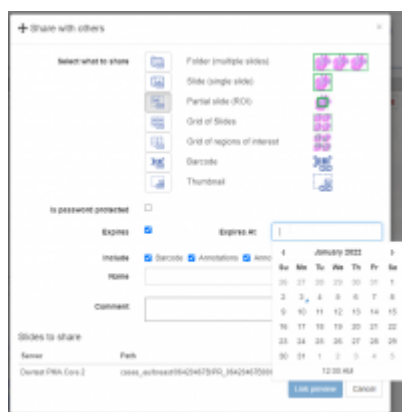 Share with others
Select what to share
Folder (multiple slides)
Slide (single slide)
Partial slide (ROI)
Grid of Slides
Grid of regions of interest
Barcode
Thumbnail
Is password protected
Expires
Expires At:
Include
Barcode Annotations
Name
Comment
January 2022
Su Mo Tu We Th Fr Sa
26 27 28 29 30 31 1
2 3 4 5 6 7 8
9 10 11 12 13 14 15
16 17 18 19 20 21 22
23 24 25 26 27 28 29
30 31 1 2 3 4 5
12:00 AM
Slides to share
Server Path
Link preview Cancel